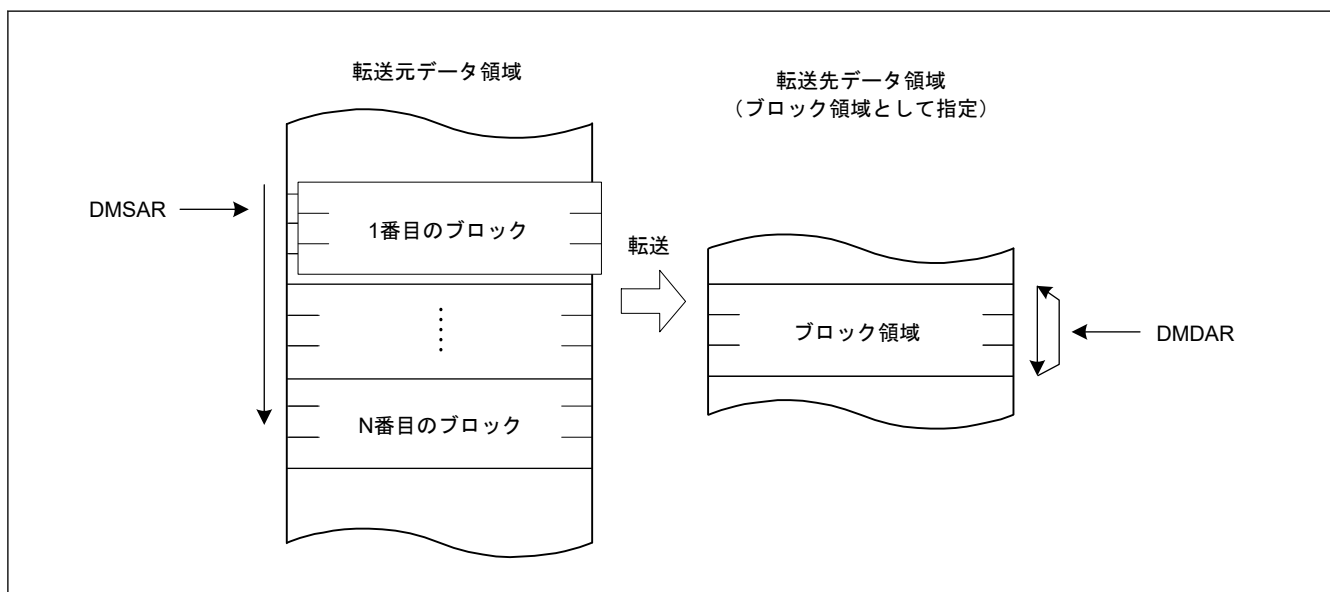 転送元データ領域
転送先データ領域
（ブロック領域として指定）
DMSAR
1番目のブロック
転送
ブロック領域
DMDAR
N番目のブロック